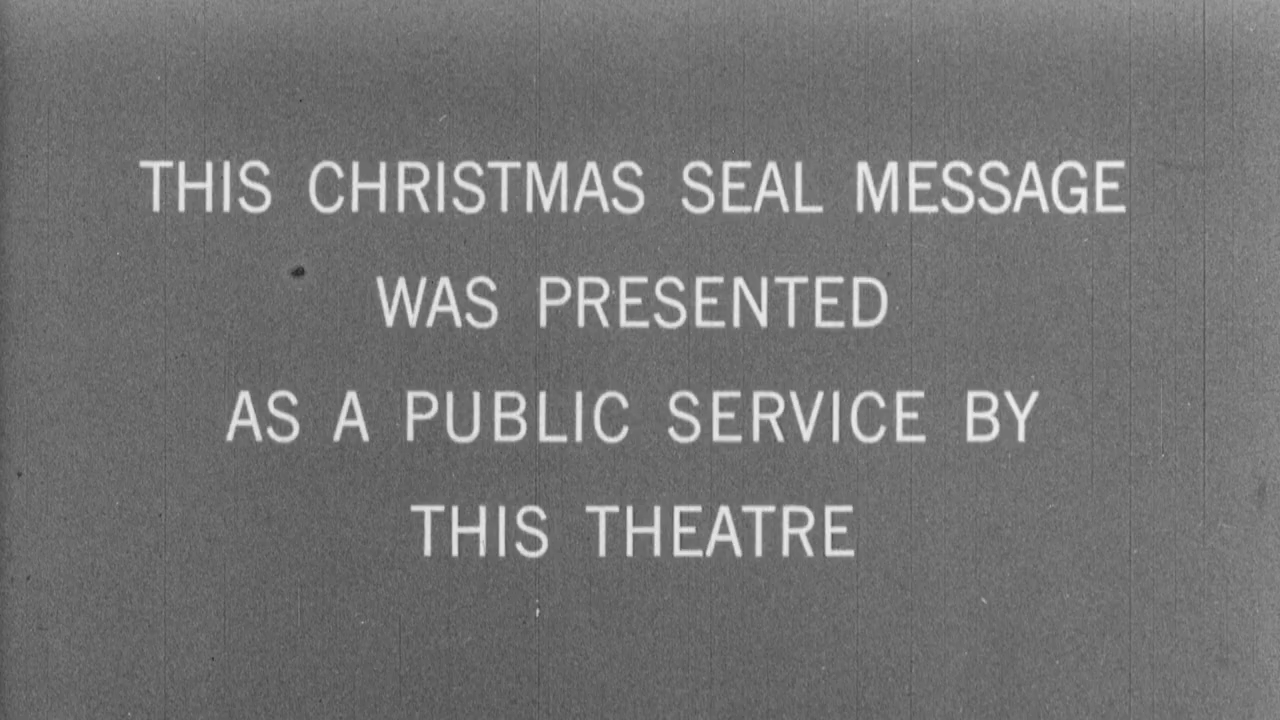 THIS CHRISTMAS SEAL MESSAGE
WAS PRESENTED
AS A PUBLIC SERVICE BY
THIS THEATRE